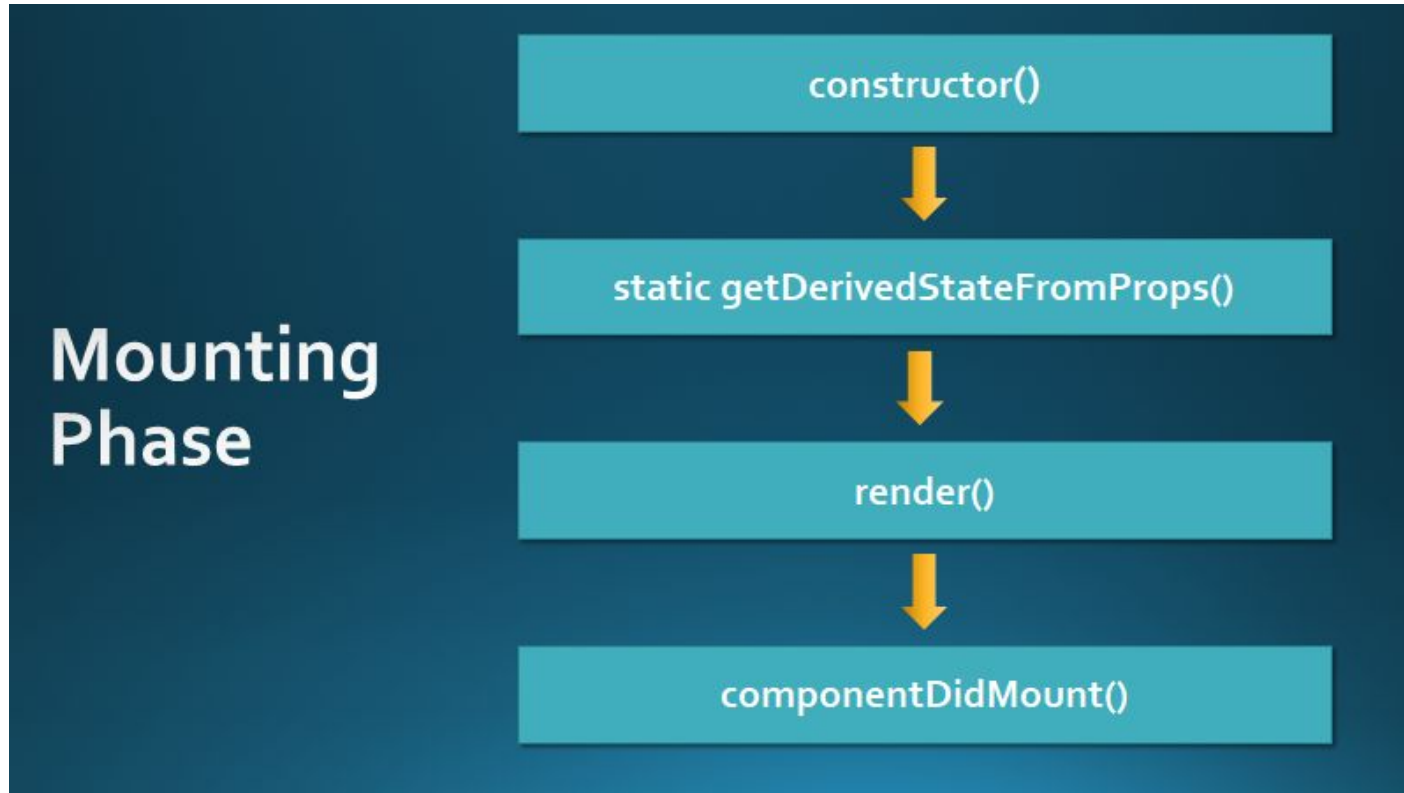 Mounting
Phase
constructor()
static getDerivedStateFromProps()
render()
componentDidMount()